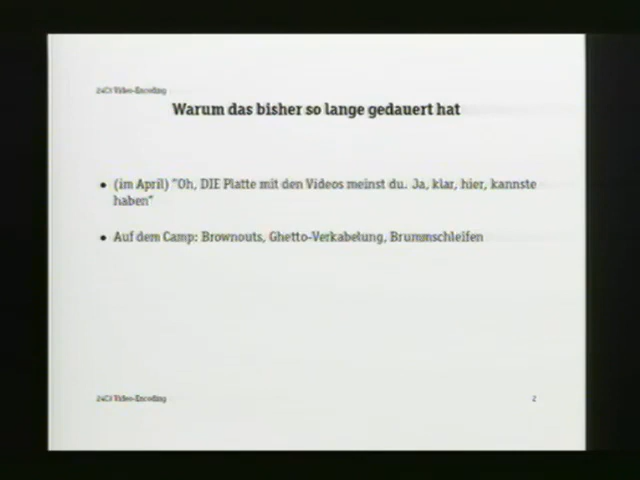 24C3 Video-Encoding
Warum das bisher so lange gedauert hat
• (im April) "Oh, DIE Platte mit den Videos meinst du. Ja, klar, hier, kannste
haben"
• Auf dem Camp: Brownouts, Ghetto-Verkabelung, Brummschleifen
24C3 Video-Encoding
2